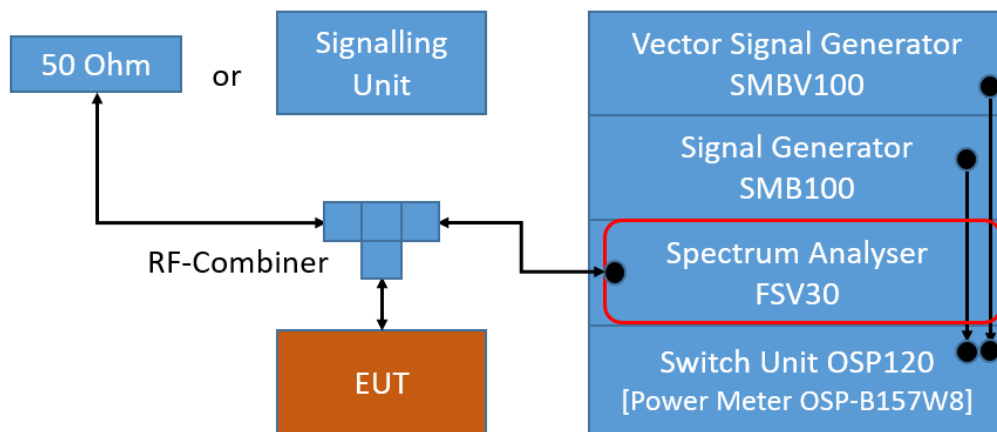 50 Ohm
or
Signalling
Unit
Vector Signal Generator
SMBV100
Signal Generator
SMB100
RF-Combiner
Spectrum Analyser
FSV30
EUT
Switch Unit OSP120
[Power Meter OSP-B157W8]